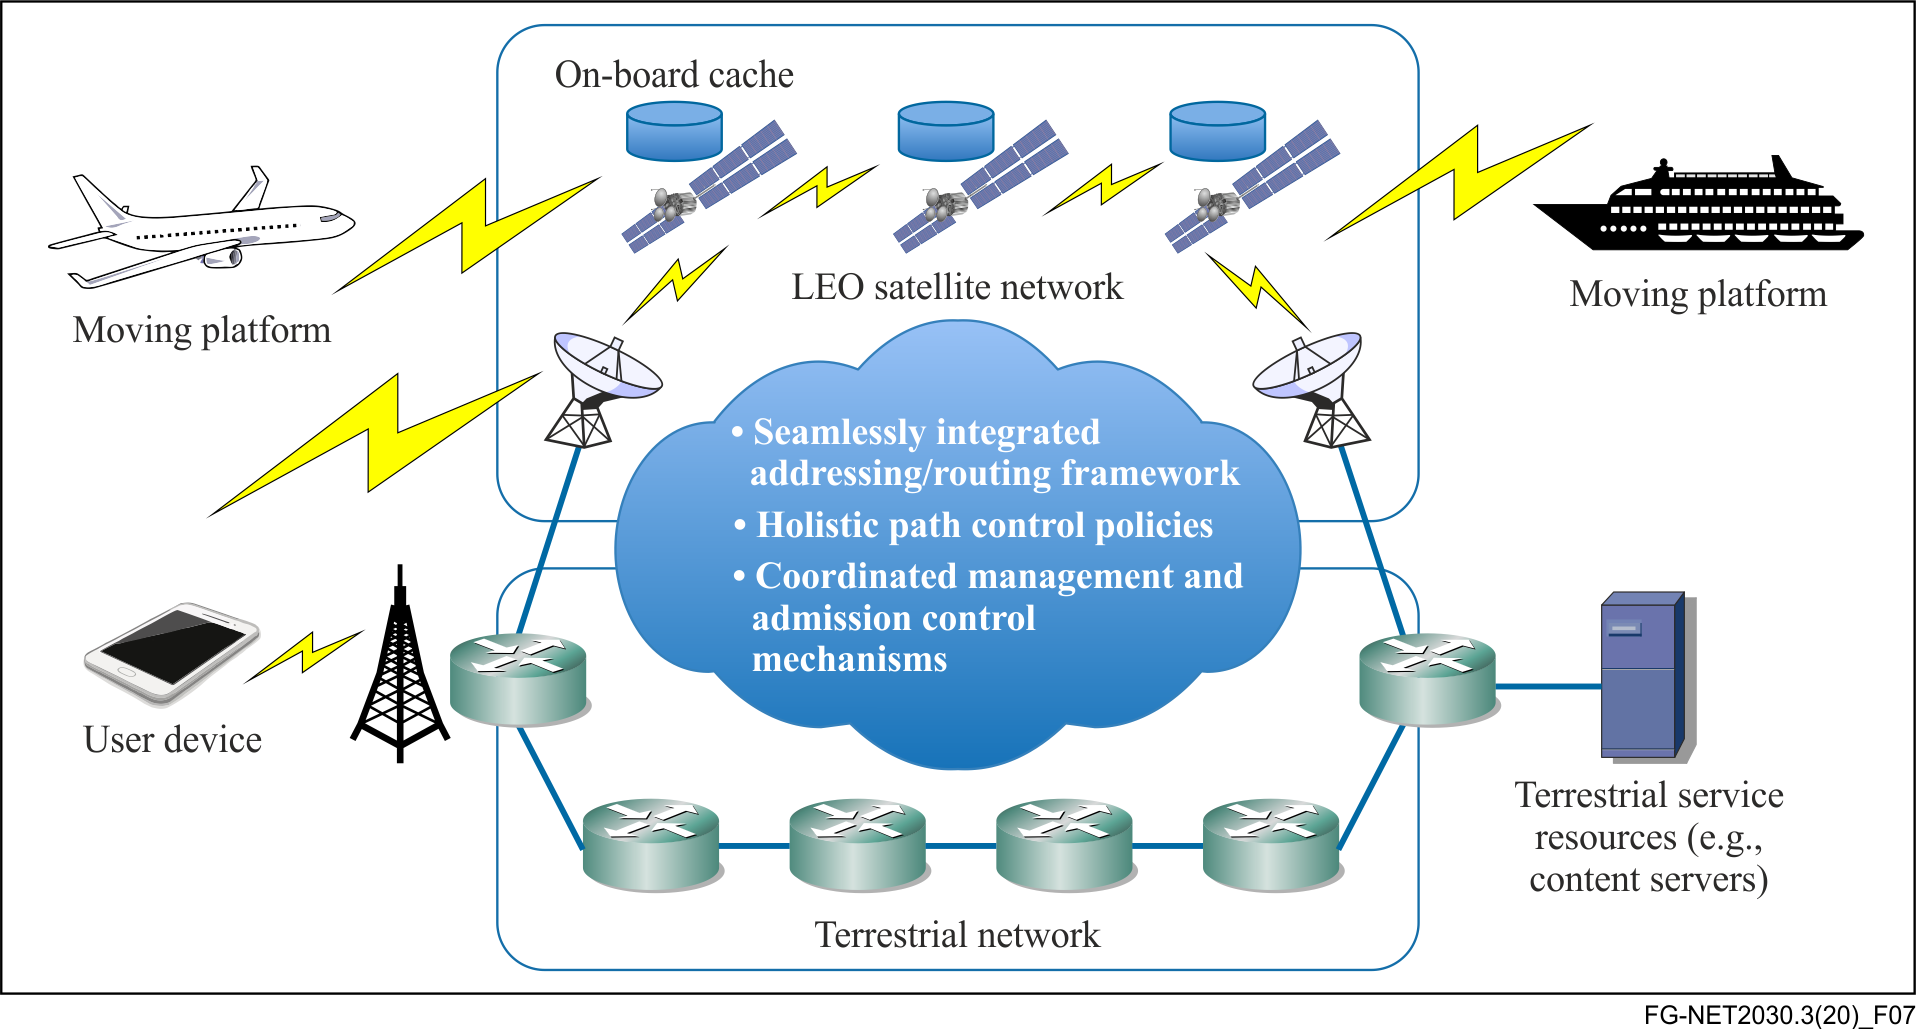 On-board cache
LEO satellite network
Moving platform
Moving platform
• Seamlessly integrated
addressing/routing framework
• Holistic path control policies
• Coordinated management and
admission control
mechanisms
User device
Terrestrial service
resources (e.g.,
content servers)
Terrestrial network
FG-NET2030.3(20)_F07